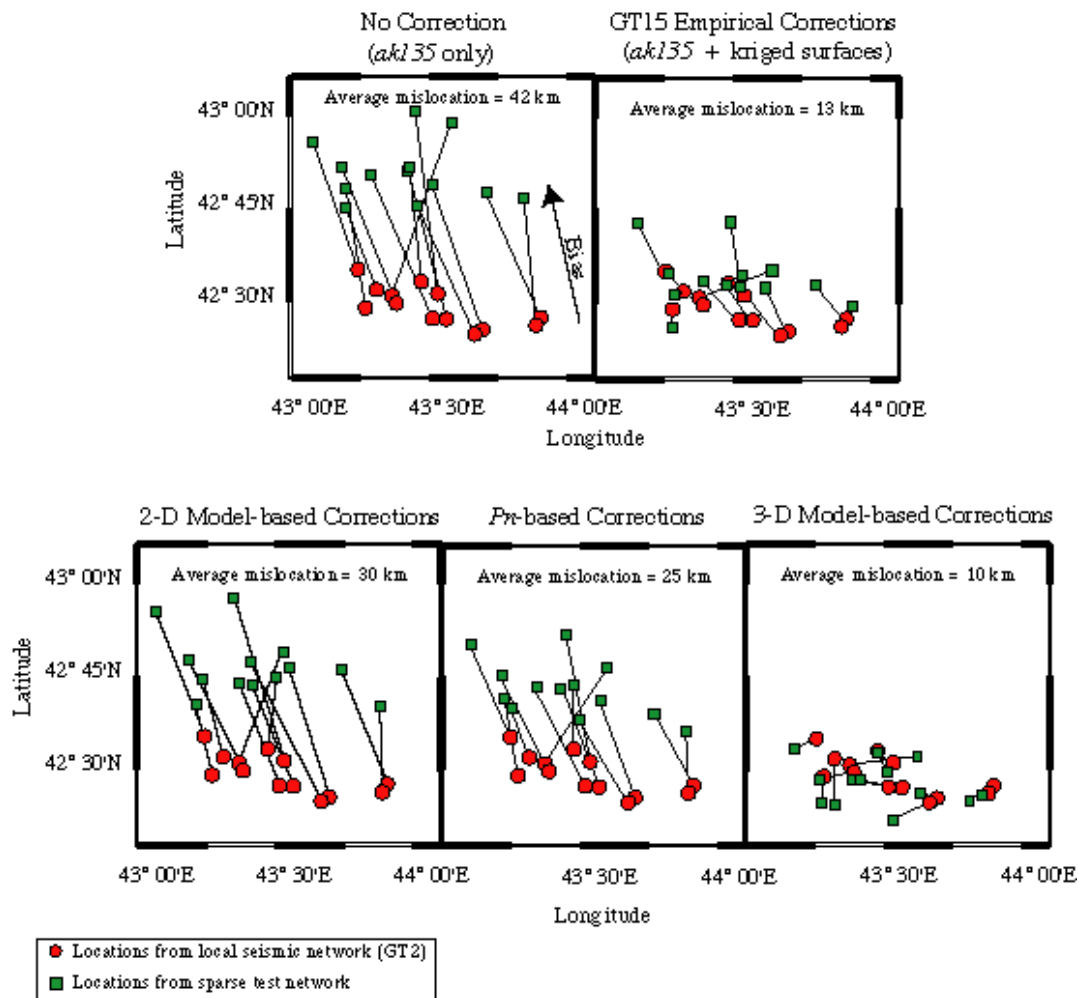 No Correction
(ak135 only)
GT15 Empirical Corrections
(ak135 + kriged surfaces)
Average mislocation = 42 km
Average mislocation = 13 km
43° 00'N
42° 45'N
42° 30'N
Latitude
Bias
43° 00'E
43° 30'E
44° 00'E
43° 30'E
44° 00'E
Longitude
2-D Model-based Corrections
Pn-based Corrections
3-D Model-based Corrections
Average mislocation = 30 km
Average mislocation = 25 km
Average mislocation = 10 km
43° 00'N
42° 45'N
42° 30'N
Latitude
43° 00'E
43° 30'E
44° 00'E
43° 30'E
44° 00'E
43° 30'E
44° 00'E
Longitude
Locations from local seismic network (GT2)
Locations from sparse test network